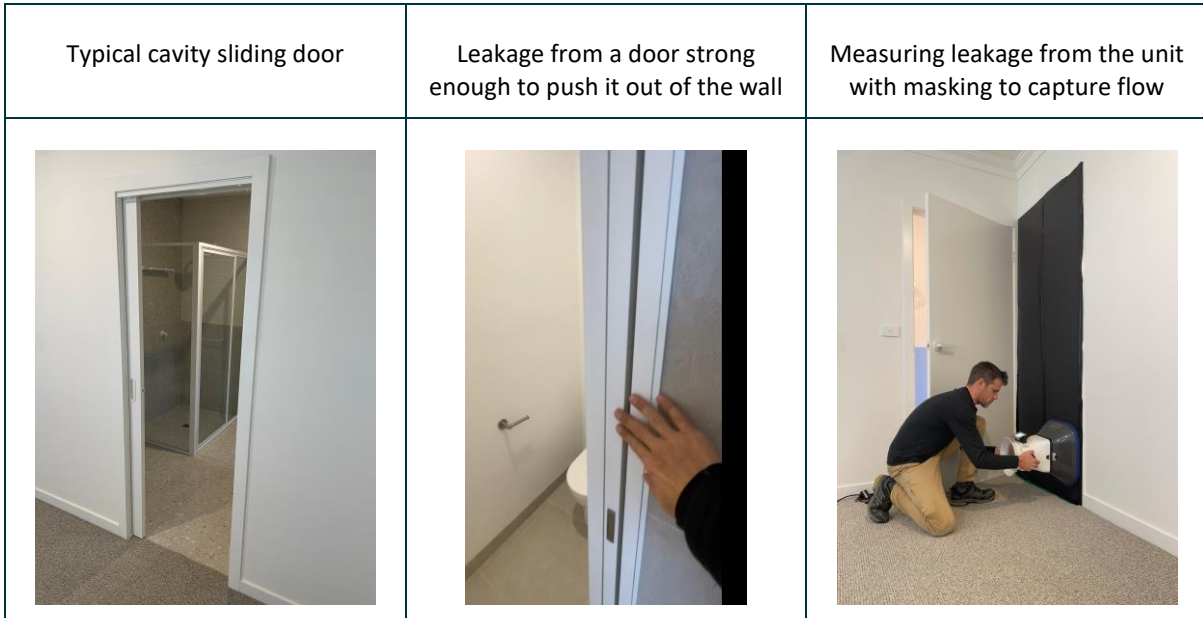 Typical cavity sliding door
Leakage from a door strong
enough to push it out of the wall
Measuring leakage from the unit
with masking to capture flow